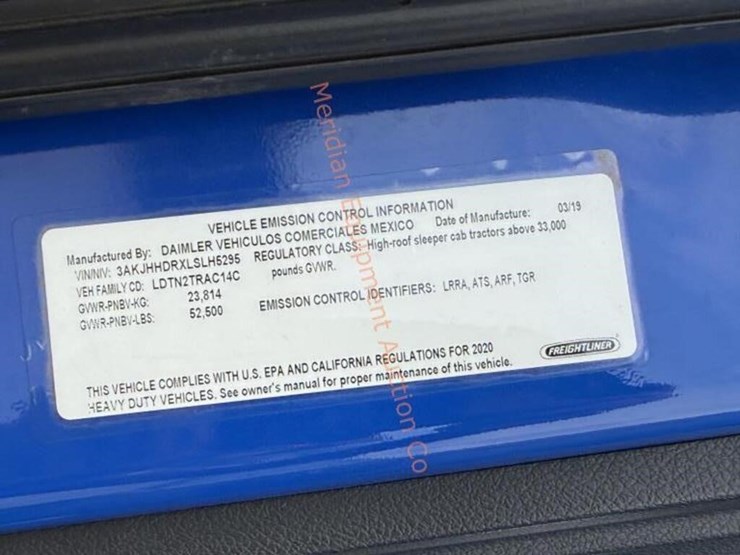 VEHICLE EMISSION CONTROL INFORMATION
Manufactured By: DAIMLER VEHICULOS COMERCIALES MEXICO Date of Manufacture: 03/19
VIN/NIV: 3AKJHHDRXLSLH5295 REGULATORY CLASS: High-roof sleeper cab tractors above 33,000
VEH FAMILY CD: LDTN2TRAC14C pounds GVWR.
GVWR-PNBV-KG: 23,814
GVWR-PNBV-LBS: 52,500 EMISSION CONTROL IDENTIFIERS: LRRA, ATS, ARF, TGR
THIS VEHICLE COMPLIES WITH U.S. EPA AND CALIFORNIA REGULATIONS FOR 2020
HEAVY DUTY VEHICLES. See owner's manual for proper maintenance of this vehicle.
FREIGHTLINER
Meridian Equipment Auction Co